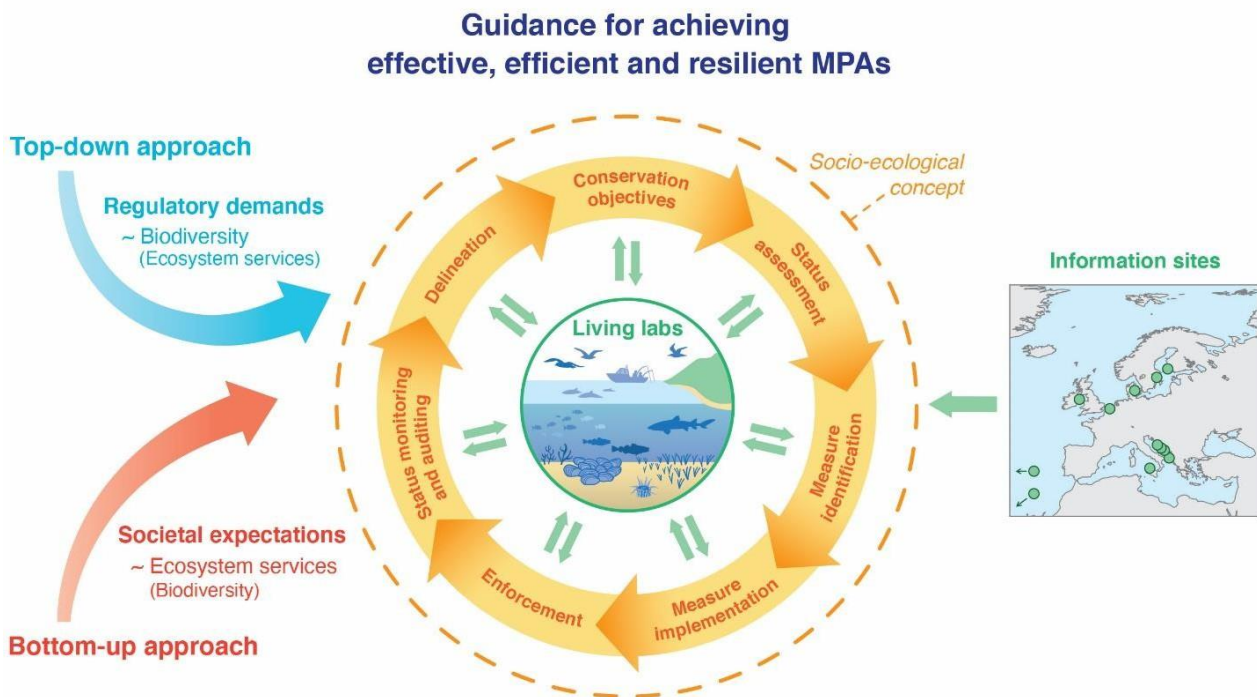 Guidance for achieving
effective, efficient and resilient MPAs
Top-down approach
Regulatory demands
~ Biodiversity
(Ecosystem services)
Societal expectations
~ Ecosystem services
(Biodiversity)
Bottom-up approach
Socio-ecological
concept
Conservation
objectives
Status
assessment
Measure
identification
Measure
implementation
Enforcement
Status monitoring
and auditing
Delineation
Living labs
Information sites